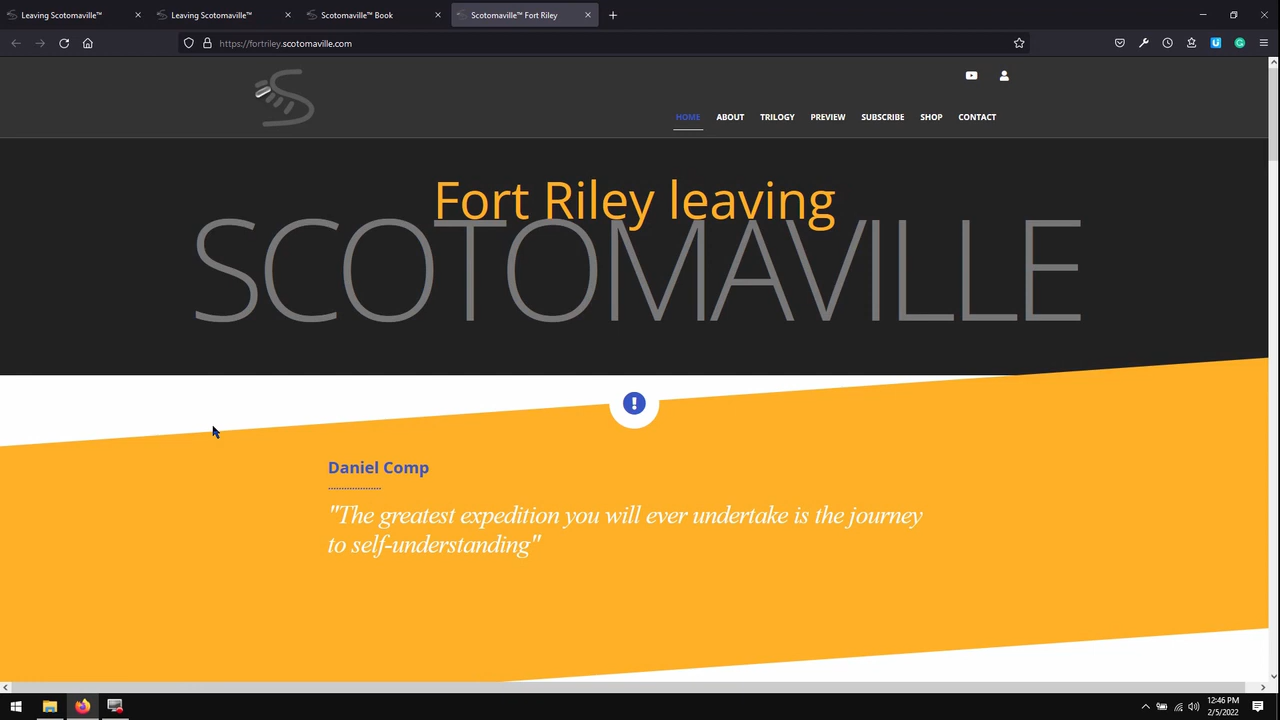 Leaving Scotomaville™
Leaving Scotomaville™
Scotomaville™ Book
Scotomaville™ Fort Riley
https://fortriley.scotomaville.com
HOME ABOUT TRILOGY PREVIEW SUBSCRIBE SHOP CONTACT
Fort Riley leaving
SCOTOMAVILLE
Daniel Comp
"The greatest expedition you will ever undertake is the journey
to self-understanding"
12:46 PM
2/5/2022